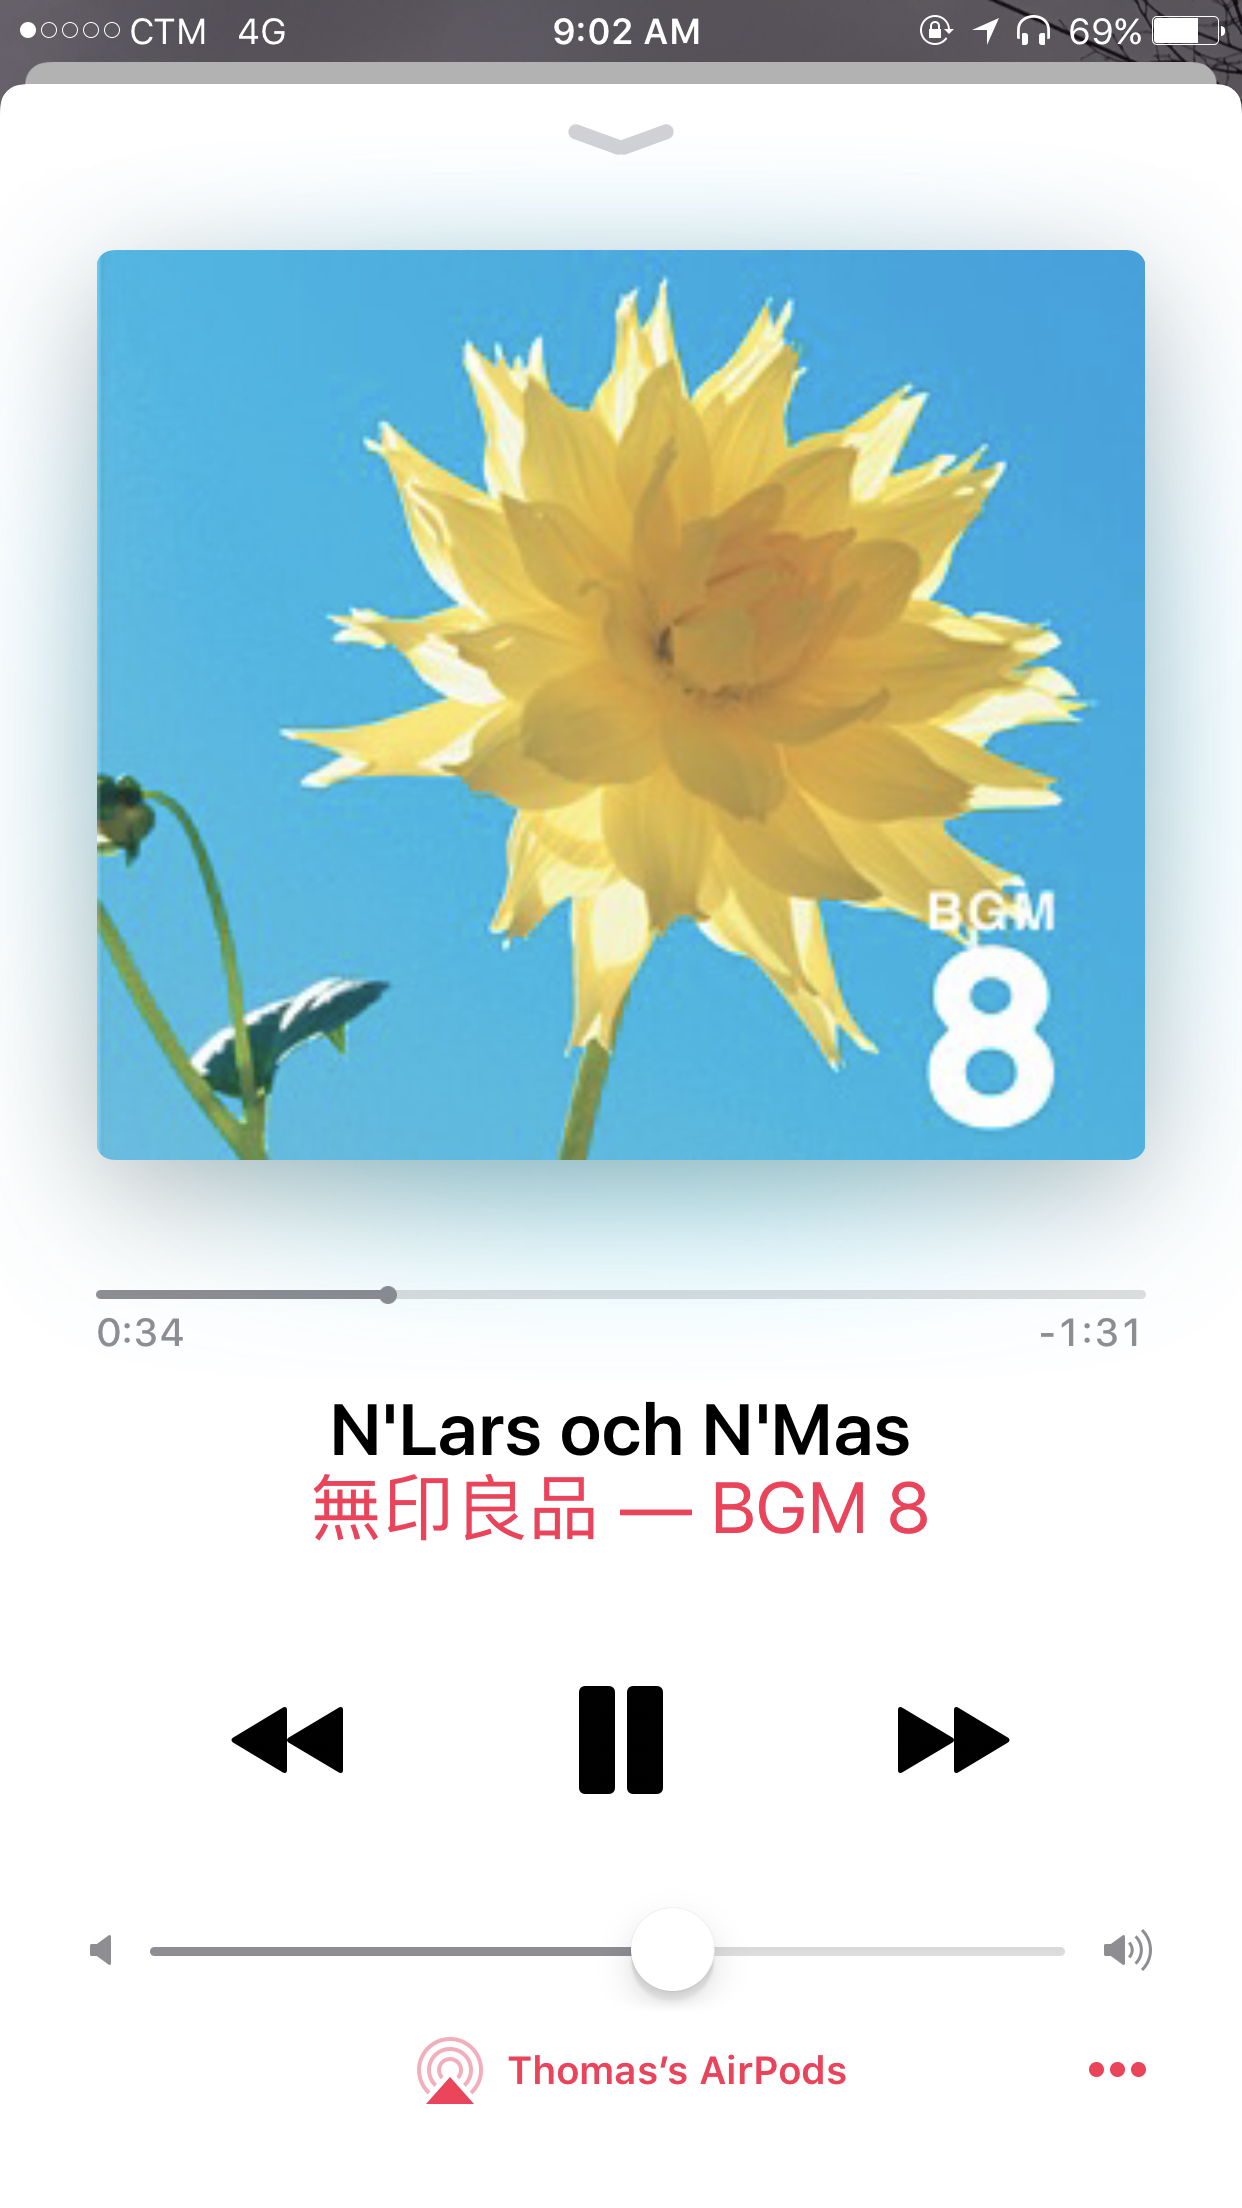 CTM 4G 9:02 AM 69%
BGM
8
0:34 -1:31
N'Lars och N'Mas
無印良品 — BGM 8
Thomas’s AirPods